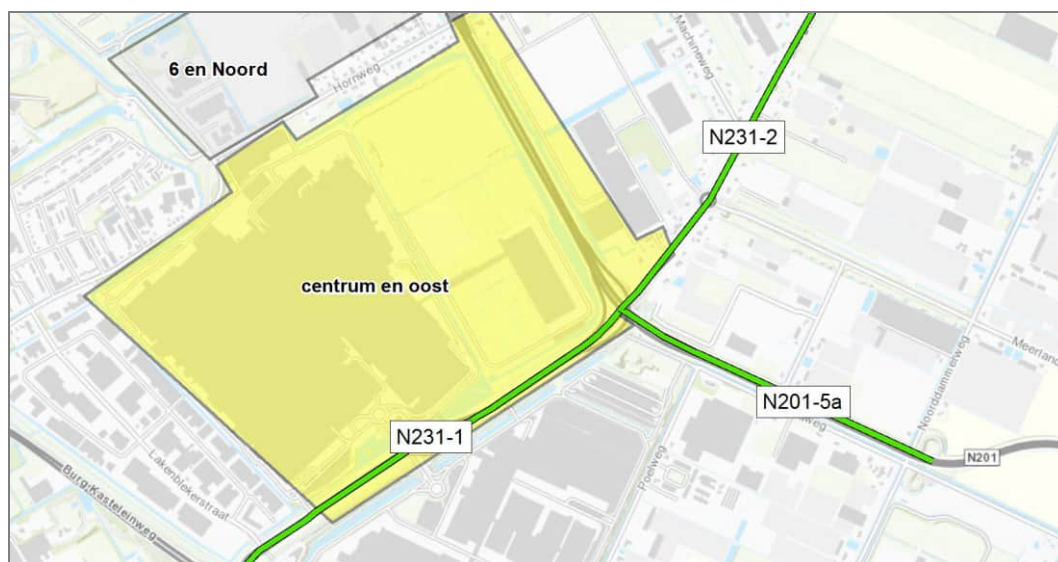 6 en Noord
Hornweg
Machineweg
N231-2
centrum en oost
N201-5a
Noorddammerweg
Meerland
N231-1
N201
Poelweg
Lakenblekerstraat
Burg. Kasteleinweg